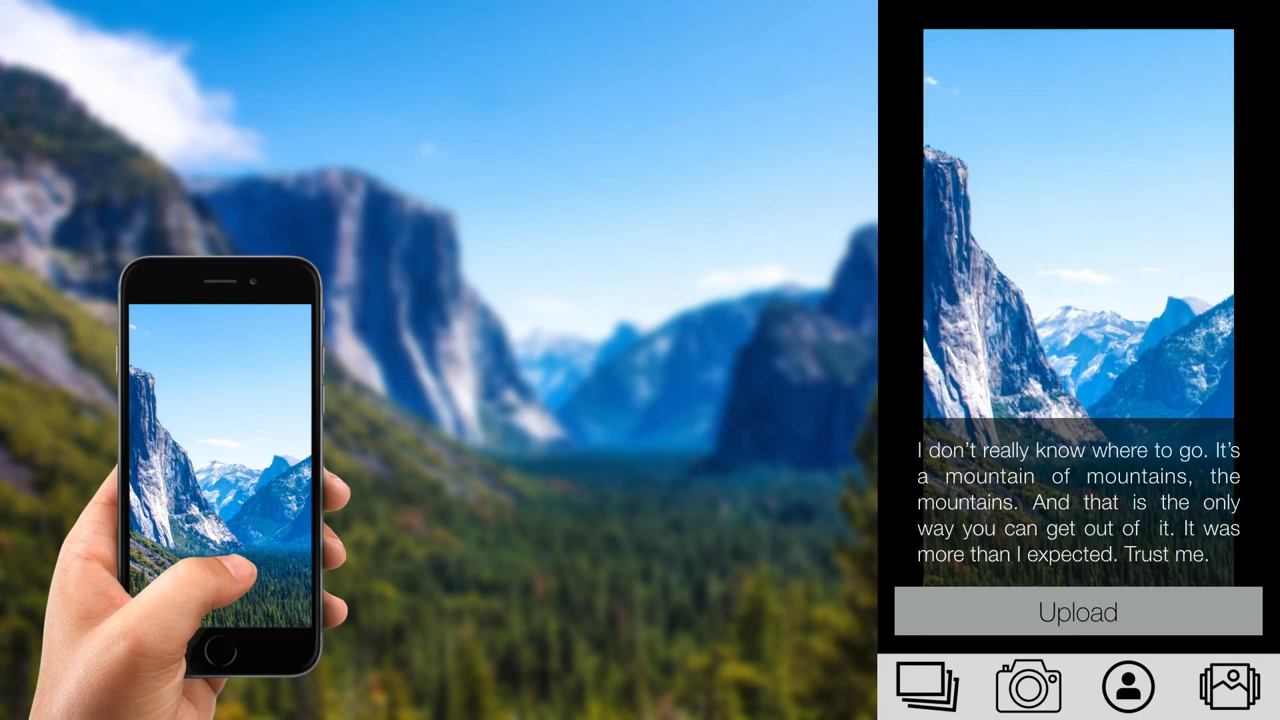 I don't really know where to go. It's
a mountain of mountains, the
mountains. And that is the only
way you can get out of it. It was
more than I expected. Trust me.
Upload